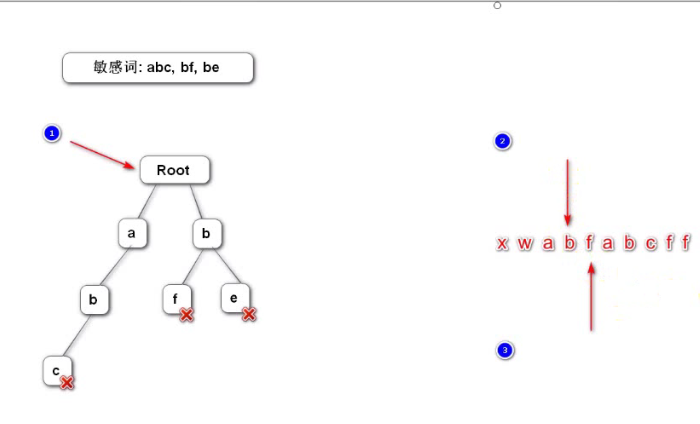 敏感词: abc, bf, be
1
2
Root
a
b
x w a b f a b c f f
b
f
e
3
c